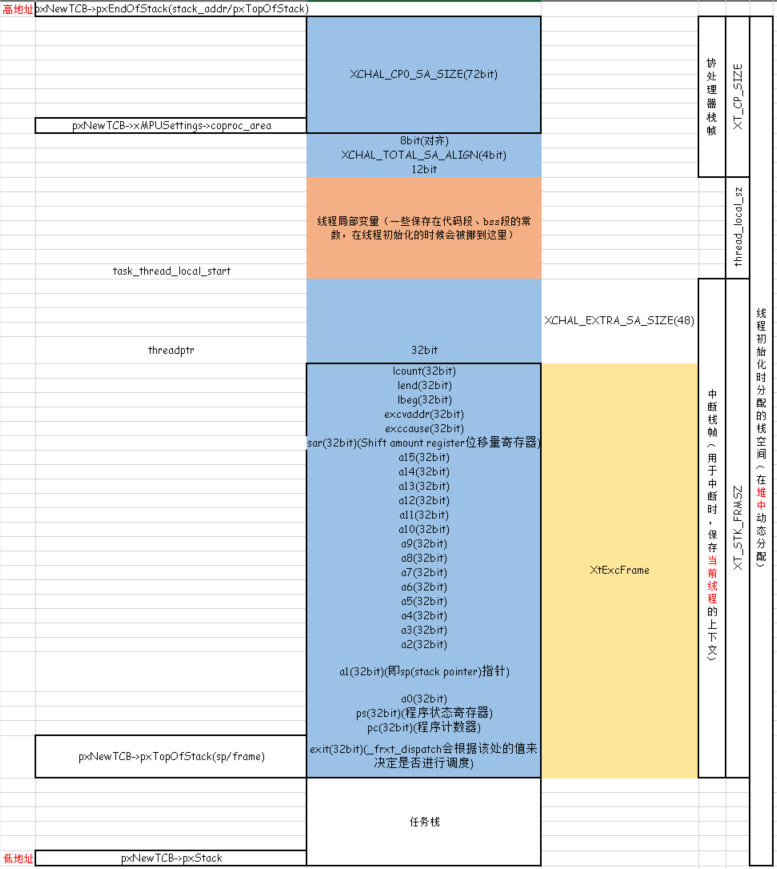 高地址
pxNewTCB->pxEndOfStack(stack_addr/pxTopOfStack)
XCHAL_CP0_SA_SIZE(72bit)
pxNewTCB->xMPUSettings->coproc_area
协处理器栈帧
XT_CP_SIZE
8bit(对齐)
XCHAL_TOTAL_SA_ALIGN(4bit)
12bit
线程局部变量（一些保存在代码段、bss段的常
数，在线程初始化的时候会被挪到这里）
thread_local_sz
task_thread_local_start
XCHAL_EXTRA_SA_SIZE(48)
threadptr
32bit
lcount(32bit)
lend(32bit)
lbeg(32bit)
excvaddr(32bit)
exccause(32bit)
sar(32bit)(Shift amount register位移量寄存器)
a15(32bit)
a14(32bit)
a13(32bit)
a12(32bit)
a11(32bit)
a10(32bit)
a9(32bit)
a8(32bit)
a7(32bit)
a6(32bit)
a5(32bit)
a4(32bit)
a3(32bit)
a2(32bit)
a1(32bit)(即sp(stack pointer)指针)
a0(32bit)
ps(32bit)(程序状态寄存器)
pc(32bit)(程序计数器)
exit(32bit)(_frxt_dispatch会根据该处的值来
决定是否进行调度)
XtExcFrame
中断栈帧（用于中断时，保存当前线程的上下文）
XT_STK_FRMSZ
线程初始化时分配的栈空间（在堆中动态分配）
pxNewTCB->pxTopOfStack(sp/frame)
任务栈
低地址
pxNewTCB->pxStack